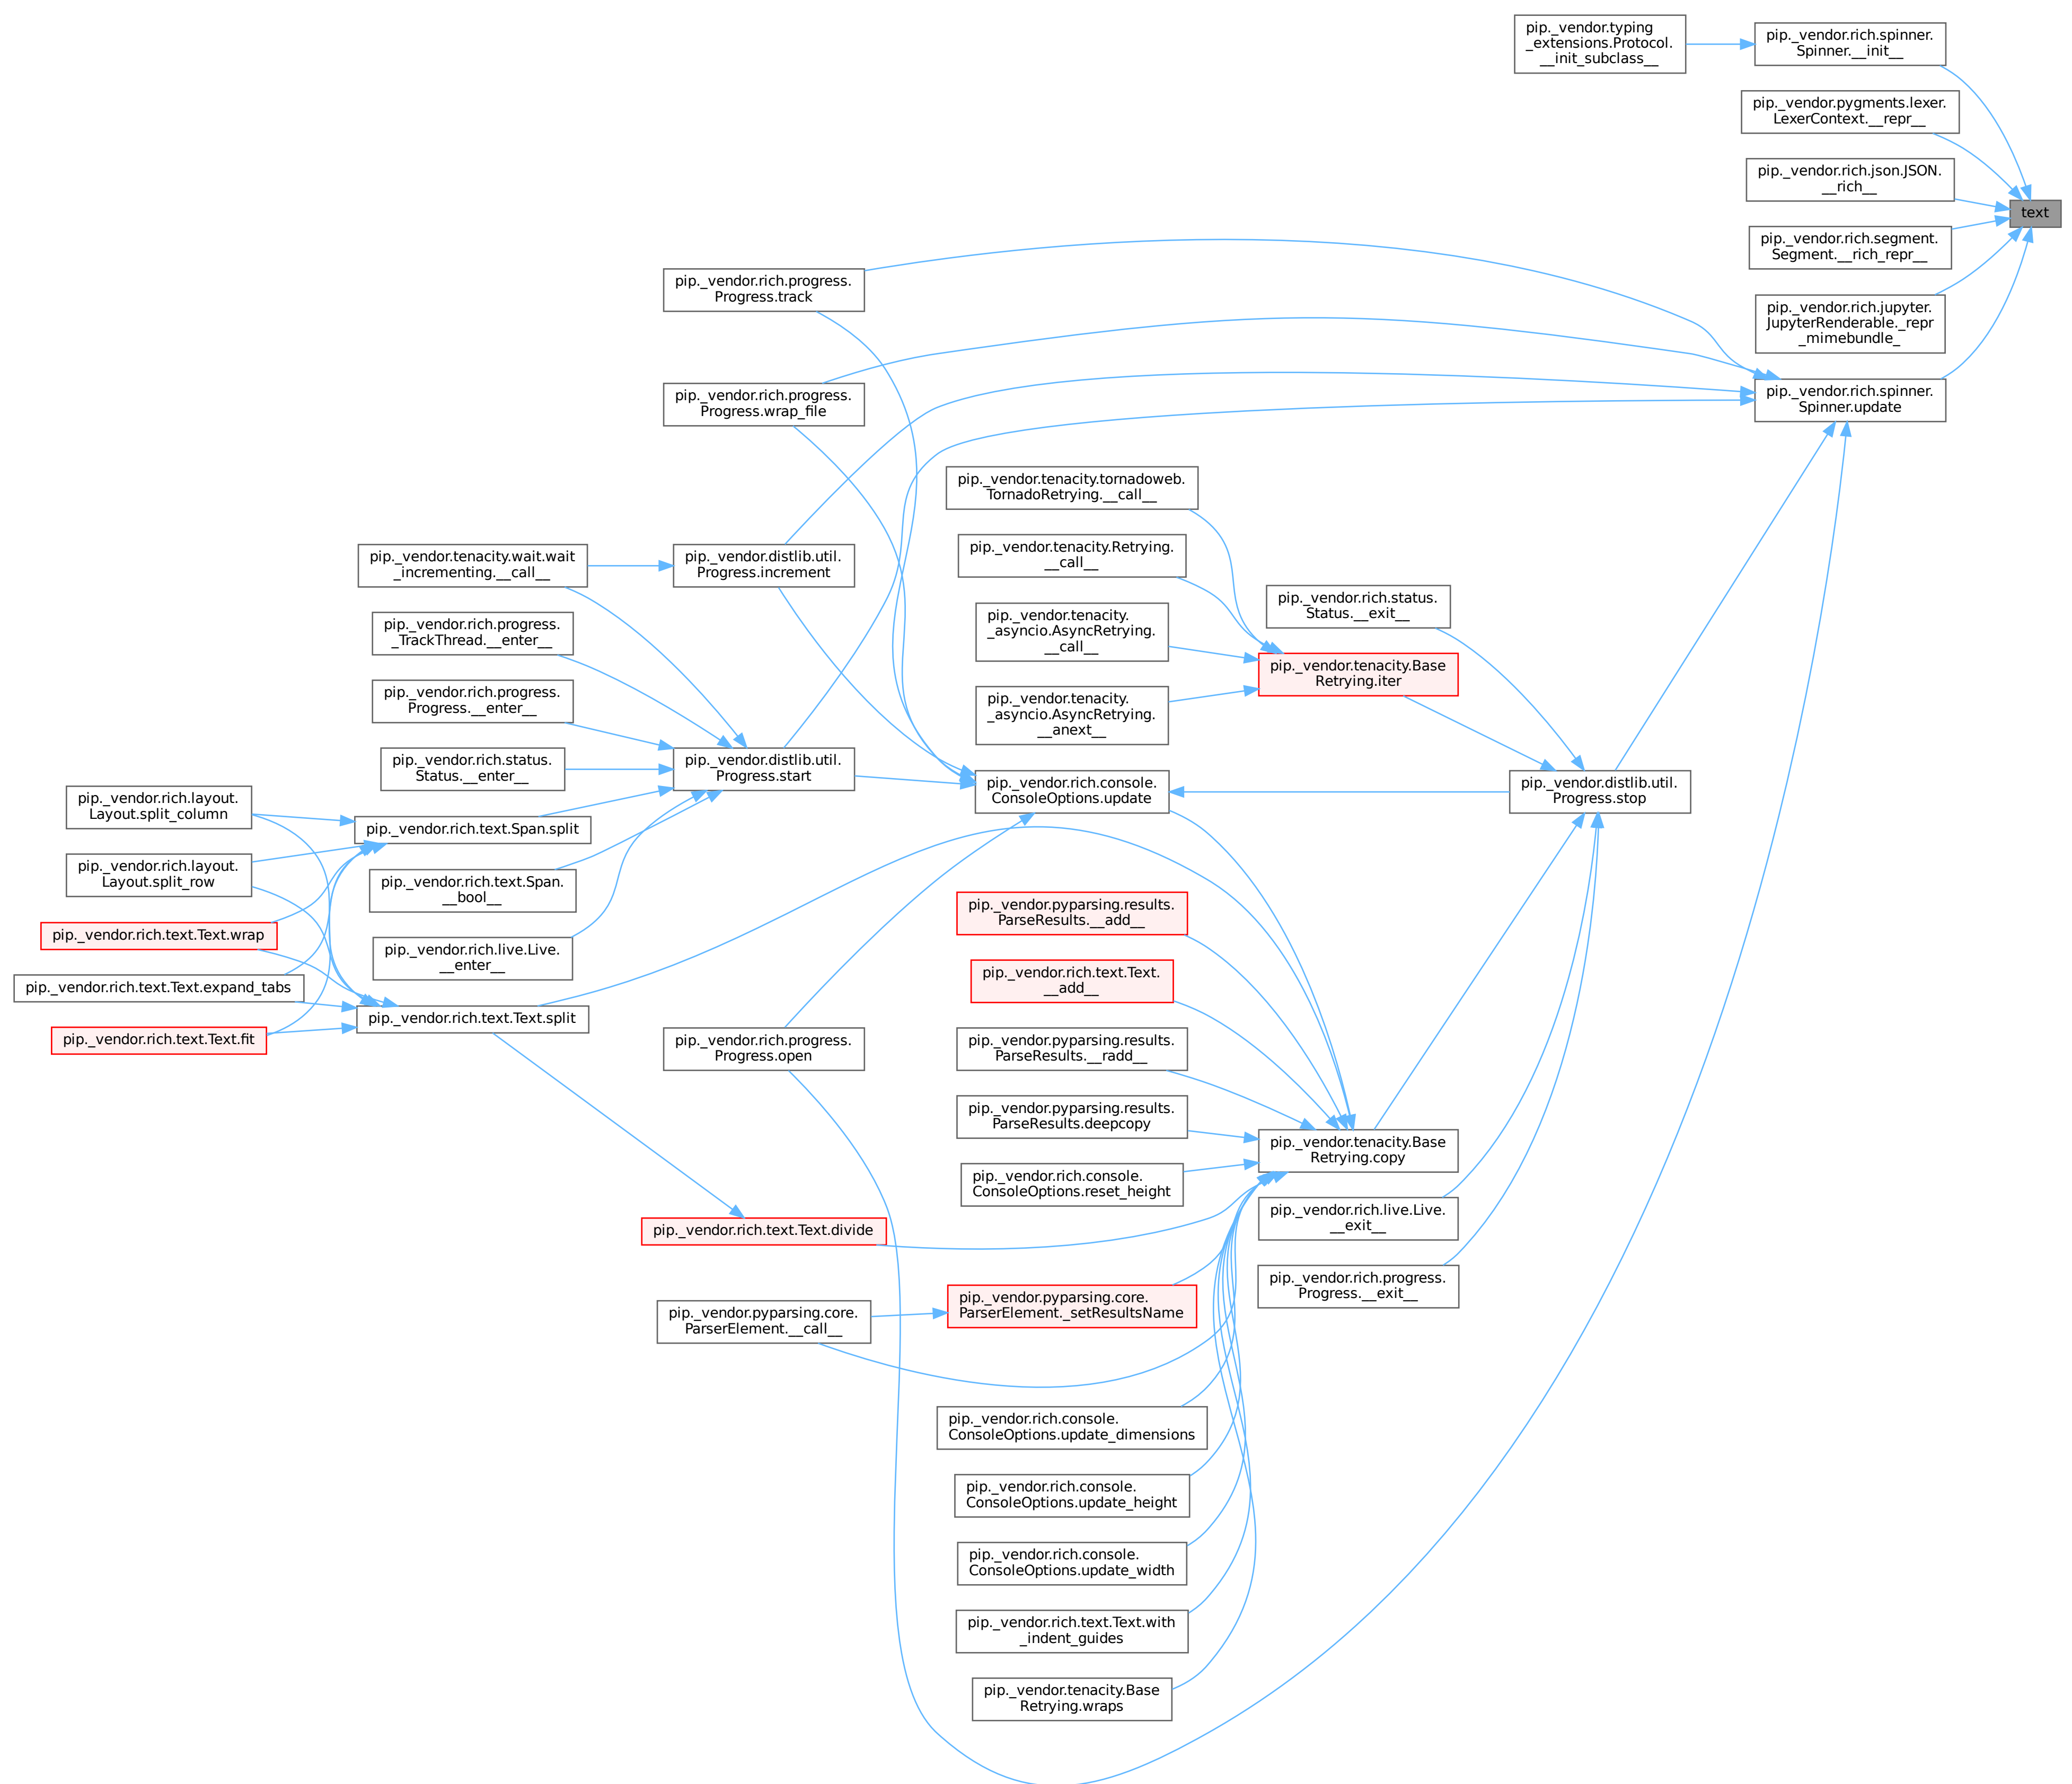 pip._vendor.typing
_extensions.Protocol.
__init_subclass__
pip._vendor.rich.spinner.
Spinner.__init__
pip._vendor.pygments.lexer.
LexerContext.__repr__
pip._vendor.rich.json.JSON.
__rich__
text
pip._vendor.rich.segment.
Segment.__rich_repr__
pip._vendor.rich.jupyter.
JupyterRenderable._repr
_mimebundle_
pip._vendor.rich.progress.
Progress.track
pip._vendor.rich.progress.
Progress.wrap_file
pip._vendor.rich.spinner.
Spinner.update
pip._vendor.tenacity.tornadoweb.
TornadoRetrying.__call__
pip._vendor.tenacity.wait.wait
_incrementing.__call__
pip._vendor.distlib.util.
Progress.increment
pip._vendor.tenacity.Retrying.
__call__
pip._vendor.rich.status.
Status.__exit__
pip._vendor.rich.progress.
_TrackThread.__enter__
pip._vendor.tenacity.
_asyncio.AsyncRetrying.
__call__
pip._vendor.tenacity.Base
Retrying.iter
pip._vendor.rich.progress.
Progress.__enter__
pip._vendor.tenacity.
_asyncio.AsyncRetrying.
__anext__
pip._vendor.rich.status.
Status.__enter__
pip._vendor.distlib.util.
Progress.start
pip._vendor.rich.console.
ConsoleOptions.update
pip._vendor.distlib.util.
Progress.stop
pip._vendor.rich.layout.
Layout.split_column
pip._vendor.rich.text.Span.split
pip._vendor.rich.layout.
Layout.split_row
pip._vendor.rich.text.Span.
__bool__
pip._vendor.pyparsing.results.
ParseResults.__add__
pip._vendor.rich.text.Text.wrap
pip._vendor.rich.live.Live.
__enter__
pip._vendor.rich.text.Text.
__add__
pip._vendor.rich.text.Text.expand_tabs
pip._vendor.rich.text.Text.split
pip._vendor.rich.text.Text.fit
pip._vendor.rich.progress.
Progress.open
pip._vendor.pyparsing.results.
ParseResults.__radd__
pip._vendor.pyparsing.results.
ParseResults.deepcopy
pip._vendor.tenacity.Base
Retrying.copy
pip._vendor.rich.console.
ConsoleOptions.reset_height
pip._vendor.rich.live.Live.
__exit__
pip._vendor.rich.text.Text.divide
pip._vendor.rich.progress.
Progress.__exit__
pip._vendor.pyparsing.core.
ParserElement._setResultsName
pip._vendor.pyparsing.core.
ParserElement.__call__
pip._vendor.rich.console.
ConsoleOptions.update_dimensions
pip._vendor.rich.console.
ConsoleOptions.update_height
pip._vendor.rich.console.
ConsoleOptions.update_width
pip._vendor.rich.text.Text.with
_indent_guides
pip._vendor.tenacity.Base
Retrying.wraps